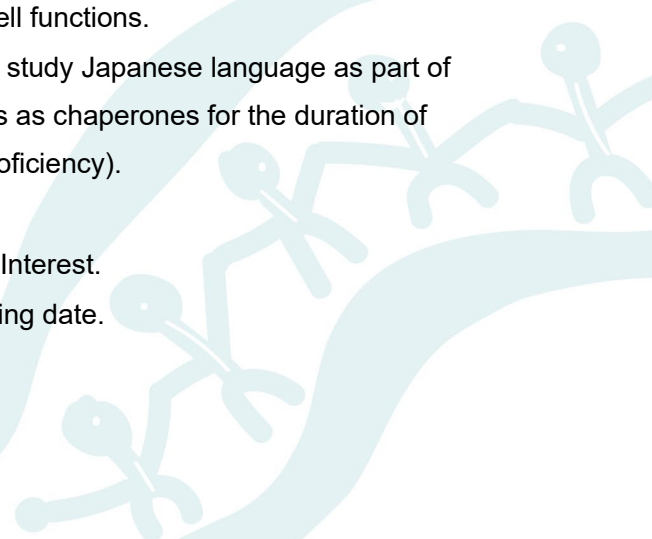 ell functions.
study Japanese language as part of
s as chaperones for the duration of
oficiency).
Interest.
ing date.